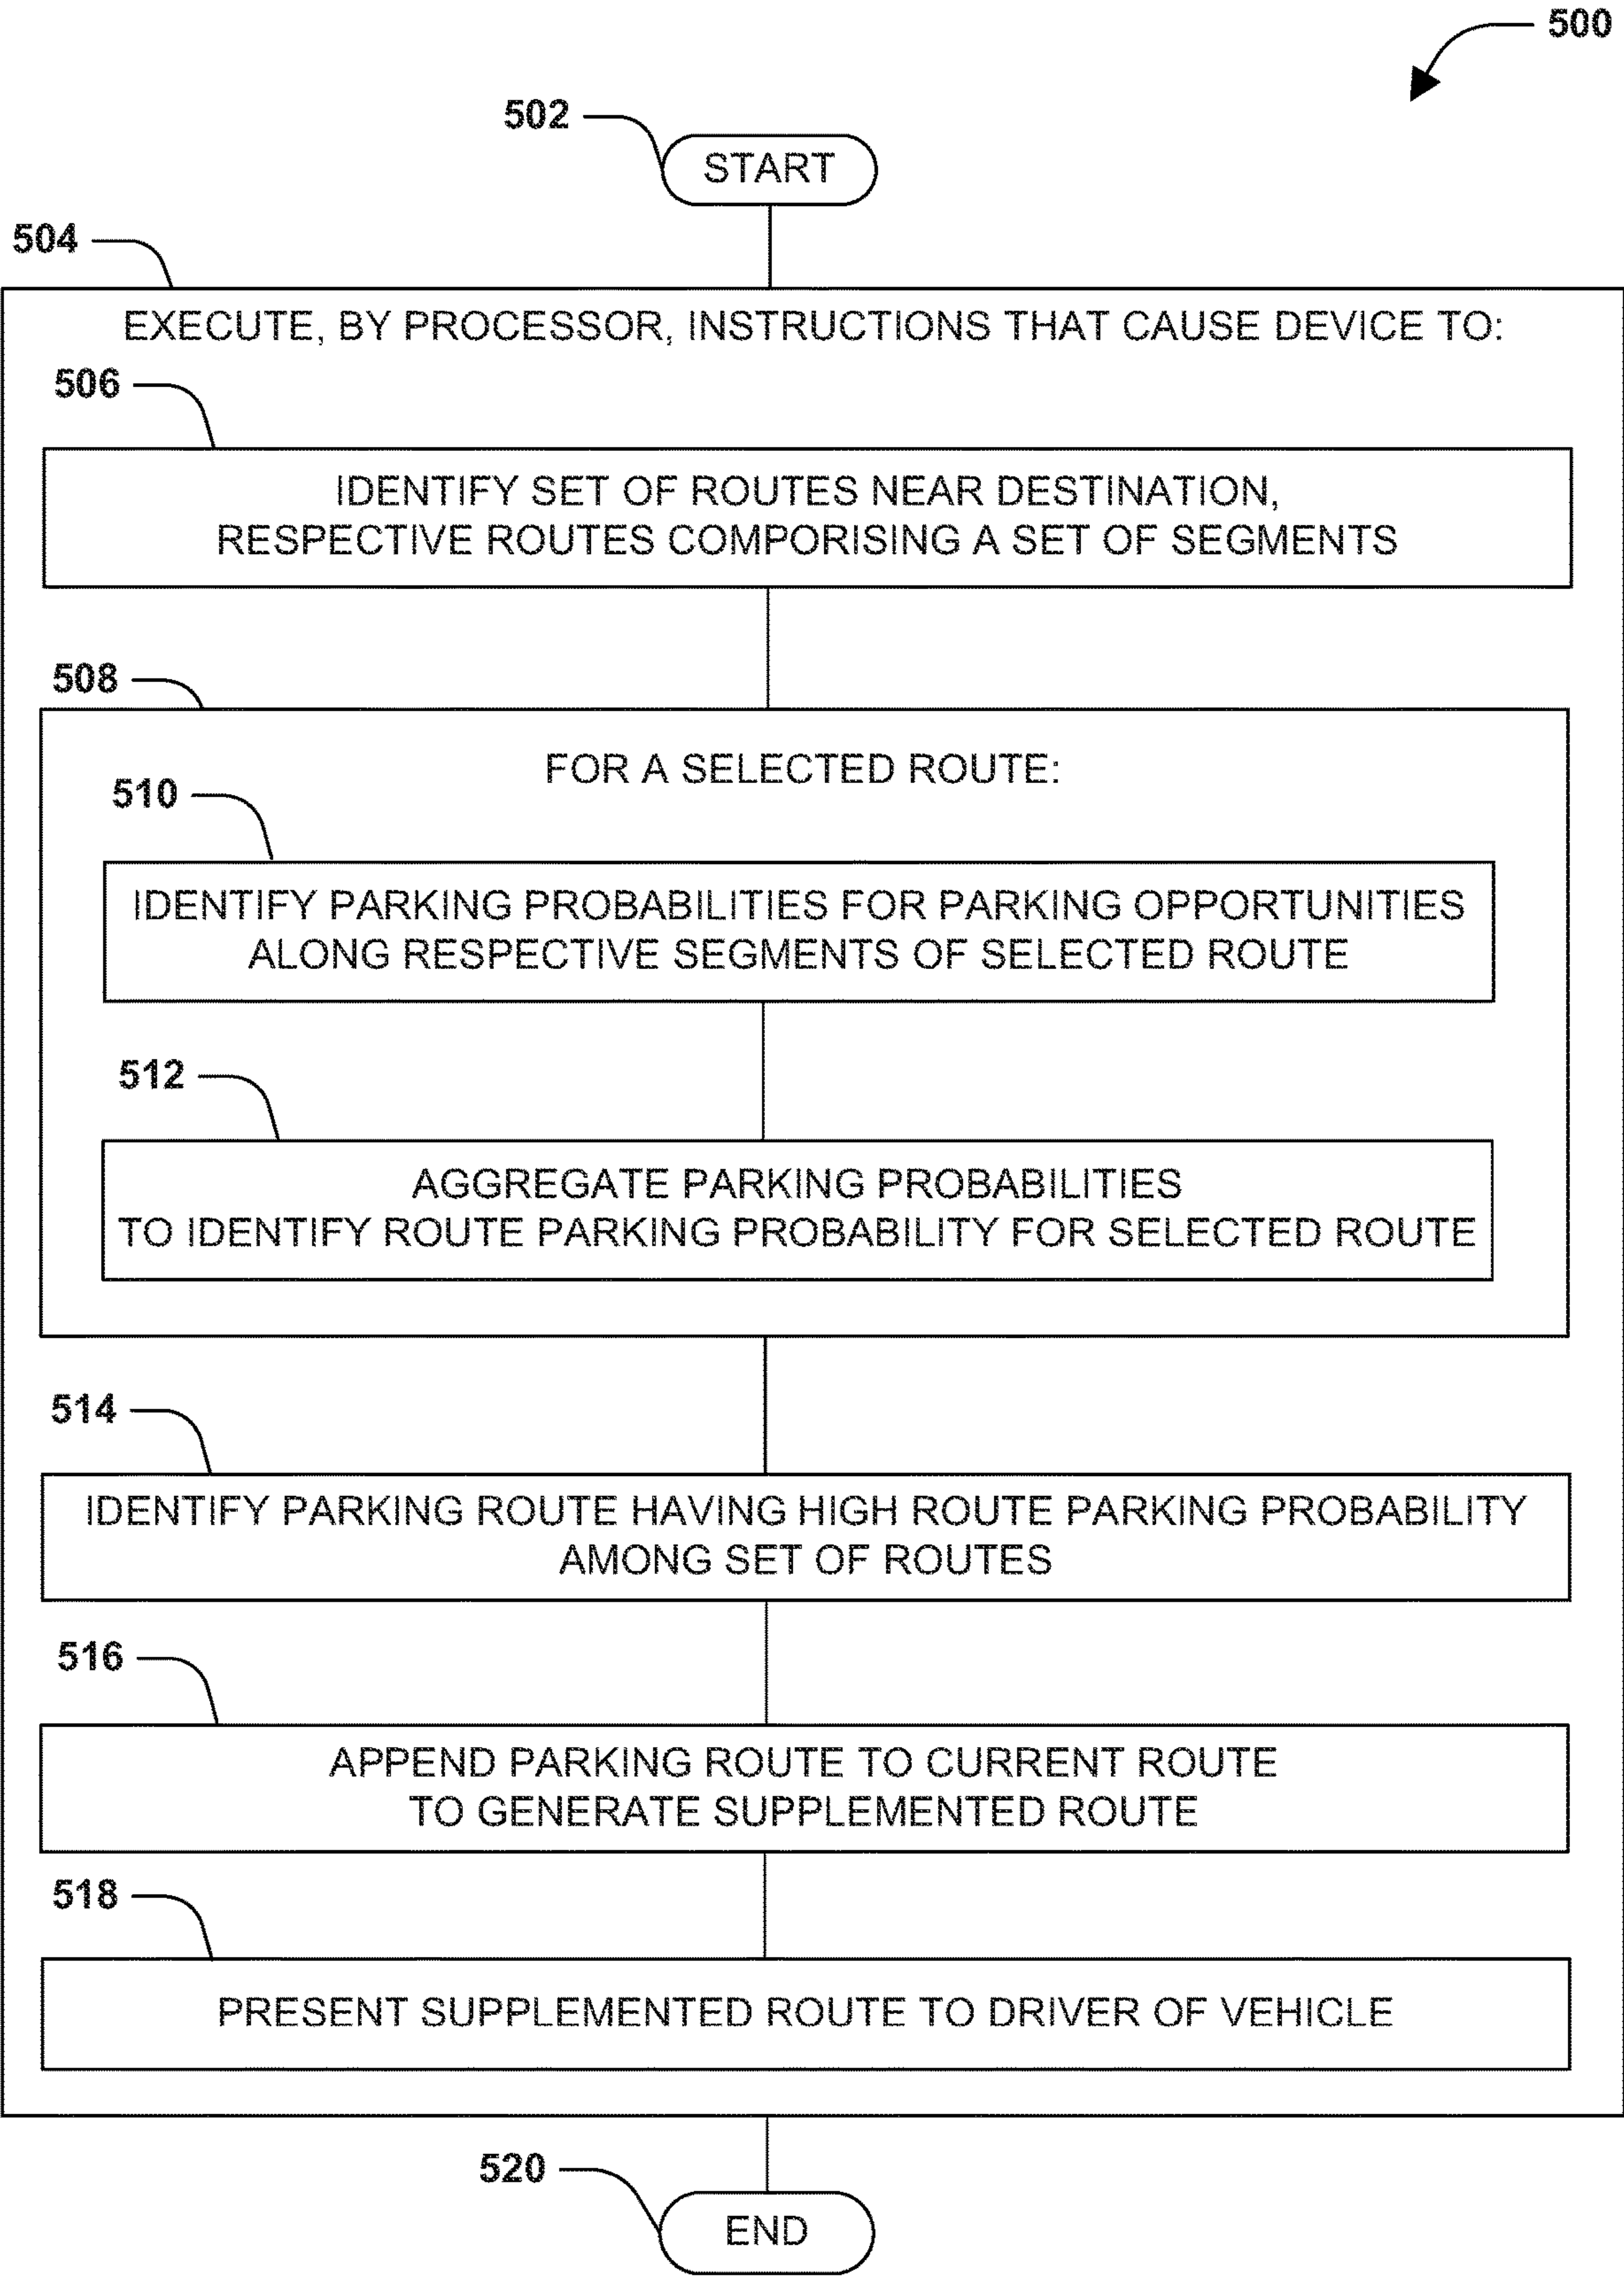 500
502
START
504
EXECUTE, BY PROCESSOR, INSTRUCTIONS THAT CAUSE DEVICE TO:
506
IDENTIFY SET OF ROUTES NEAR DESTINATION,
RESPECTIVE ROUTES COMPORISING A SET OF SEGMENTS
508
FOR A SELECTED ROUTE:
510
IDENTIFY PARKING PROBABILITIES FOR PARKING OPPORTUNITIES
ALONG RESPECTIVE SEGMENTS OF SELECTED ROUTE
512
AGGREGATE PARKING PROBABILITIES
TO IDENTIFY ROUTE PARKING PROBABILITY FOR SELECTED ROUTE
514
IDENTIFY PARKING ROUTE HAVING HIGH ROUTE PARKING PROBABILITY
AMONG SET OF ROUTES
516
APPEND PARKING ROUTE TO CURRENT ROUTE
TO GENERATE SUPPLEMENTED ROUTE
518
PRESENT SUPPLEMENTED ROUTE TO DRIVER OF VEHICLE
520
END